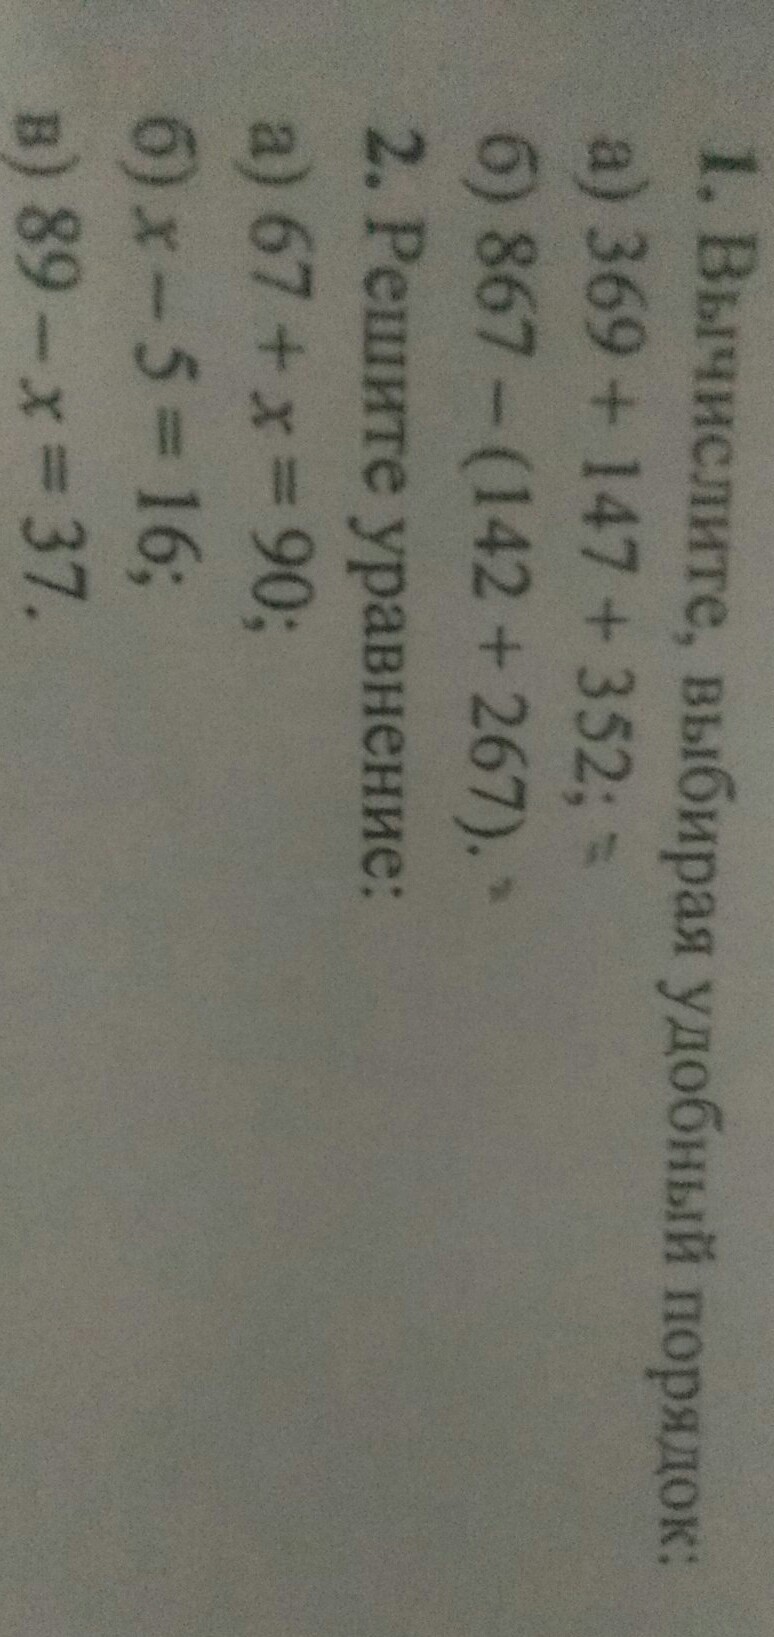 1. Вычислите, выбирая удобный порядок:
а) 369 + 147 + 352; =
б) 867 – (142 + 267). =
2. Решите уравнение:
а) 67 + x = 90;
б) x – 5 = 16;
в) 89 – x = 37.